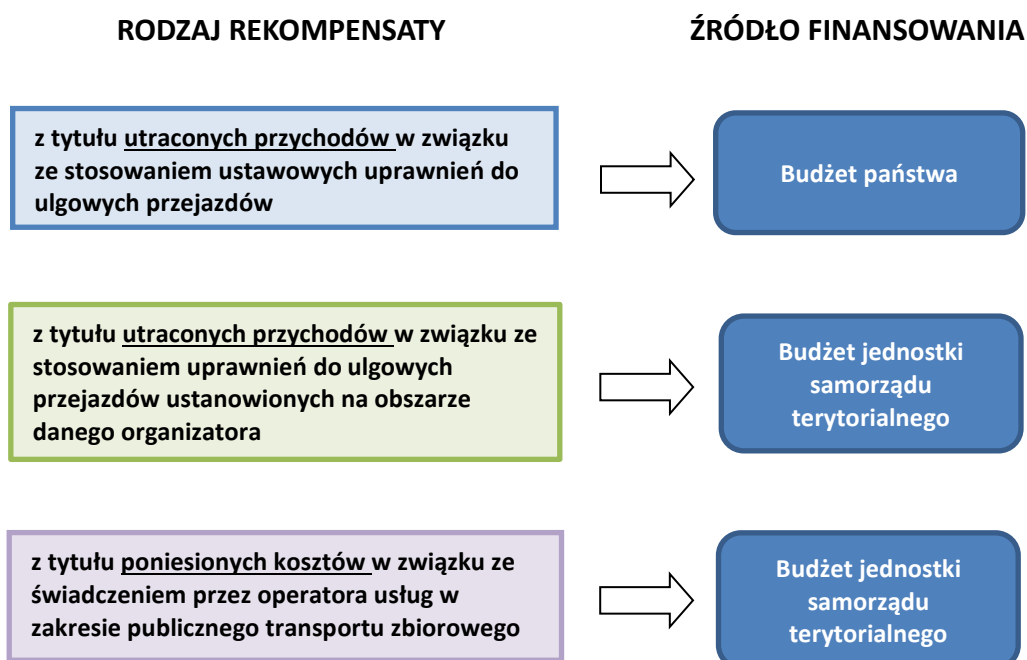 RODZAJ REKOMPENSATY
ŹRÓDŁO FINANSOWANIA
z tytułu utraconych przychodów w związku
ze stosowaniem ustawowych uprawnień do
ulgowych przejazdów
Budżet państwa
z tytułu utraconych przychodów w związku ze
stosowaniem uprawnień do ulgowych
przejazdów ustanowionych na obszarze
danego organizatora
Budżet jednostki
samorządu
terytorialnego
z tytułu poniesionych kosztów w związku ze
świadczeniem przez operatora usług w
zakresie publicznego transportu zbiorowego
Budżet jednostki
samorządu
terytorialnego